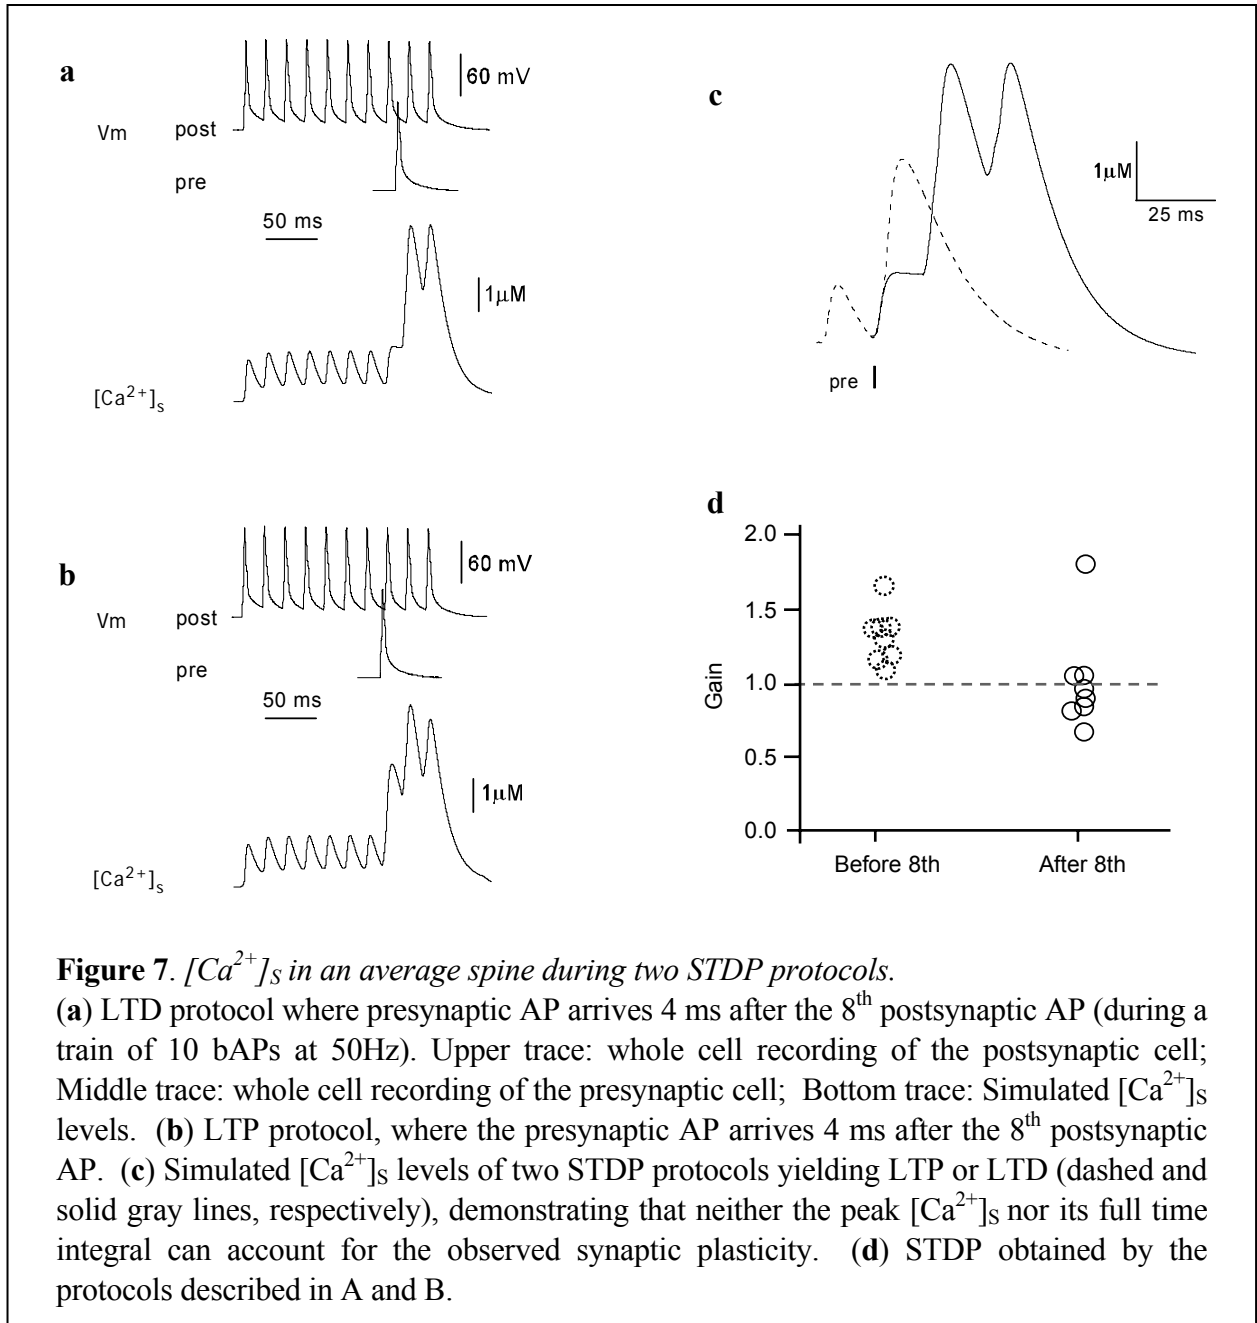 a
60 mV
Vm post
pre
50 ms
1µM
[Ca²⁺]ₛ
c
1µM
25 ms
pre
b
60 mV
Vm post
pre
50 ms
1µM
[Ca²⁺]ₛ
d
2.0
1.5
1.0
0.5
0.0
Gain
Before 8th After 8th
Figure 7. [Ca²⁺]S in an average spine during two STDP protocols.
(a) LTD protocol where presynaptic AP arrives 4 ms after the 8th postsynaptic AP (during a
train of 10 bAPs at 50Hz). Upper trace: whole cell recording of the postsynaptic cell;
Middle trace: whole cell recording of the presynaptic cell; Bottom trace: Simulated [Ca²⁺]S
levels. (b) LTP protocol, where the presynaptic AP arrives 4 ms after the 8th postsynaptic
AP. (c) Simulated [Ca²⁺]S levels of two STDP protocols yielding LTP or LTD (dashed and
solid gray lines, respectively), demonstrating that neither the peak [Ca²⁺]S nor its full time
integral can account for the observed synaptic plasticity. (d) STDP obtained by the
protocols described in A and B.